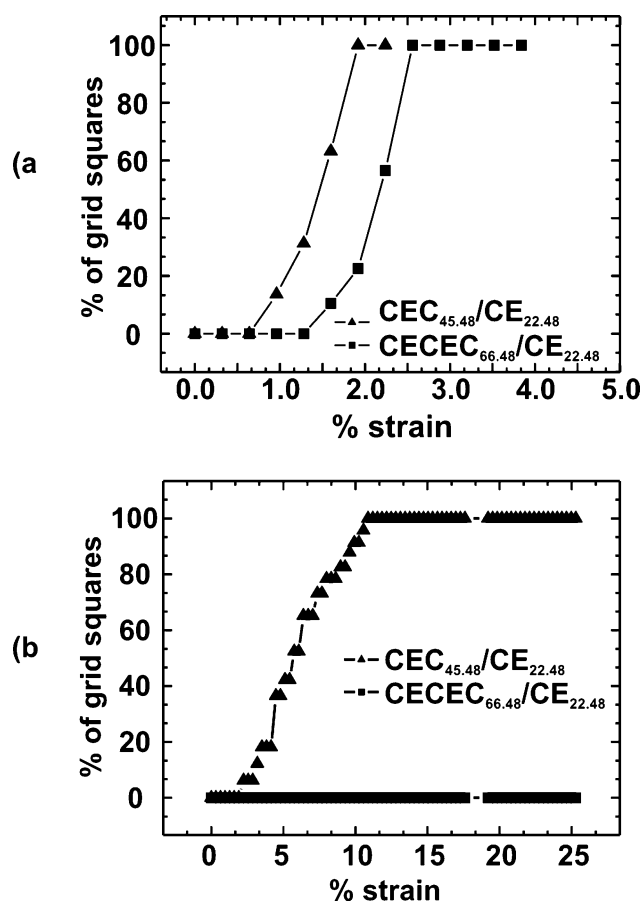 (a
% of grid squares
100
80
60
40
20
0
CEC45.48/CE22.48
CECEC66.48/CE22.48
0.0 1.0 2.0 3.0 4.0 5.0
% strain
(b
% of grid squares
100
80
60
40
20
0
CEC45.48/CE22.48
CECEC66.48/CE22.48
0 5 10 15 20 25
% strain